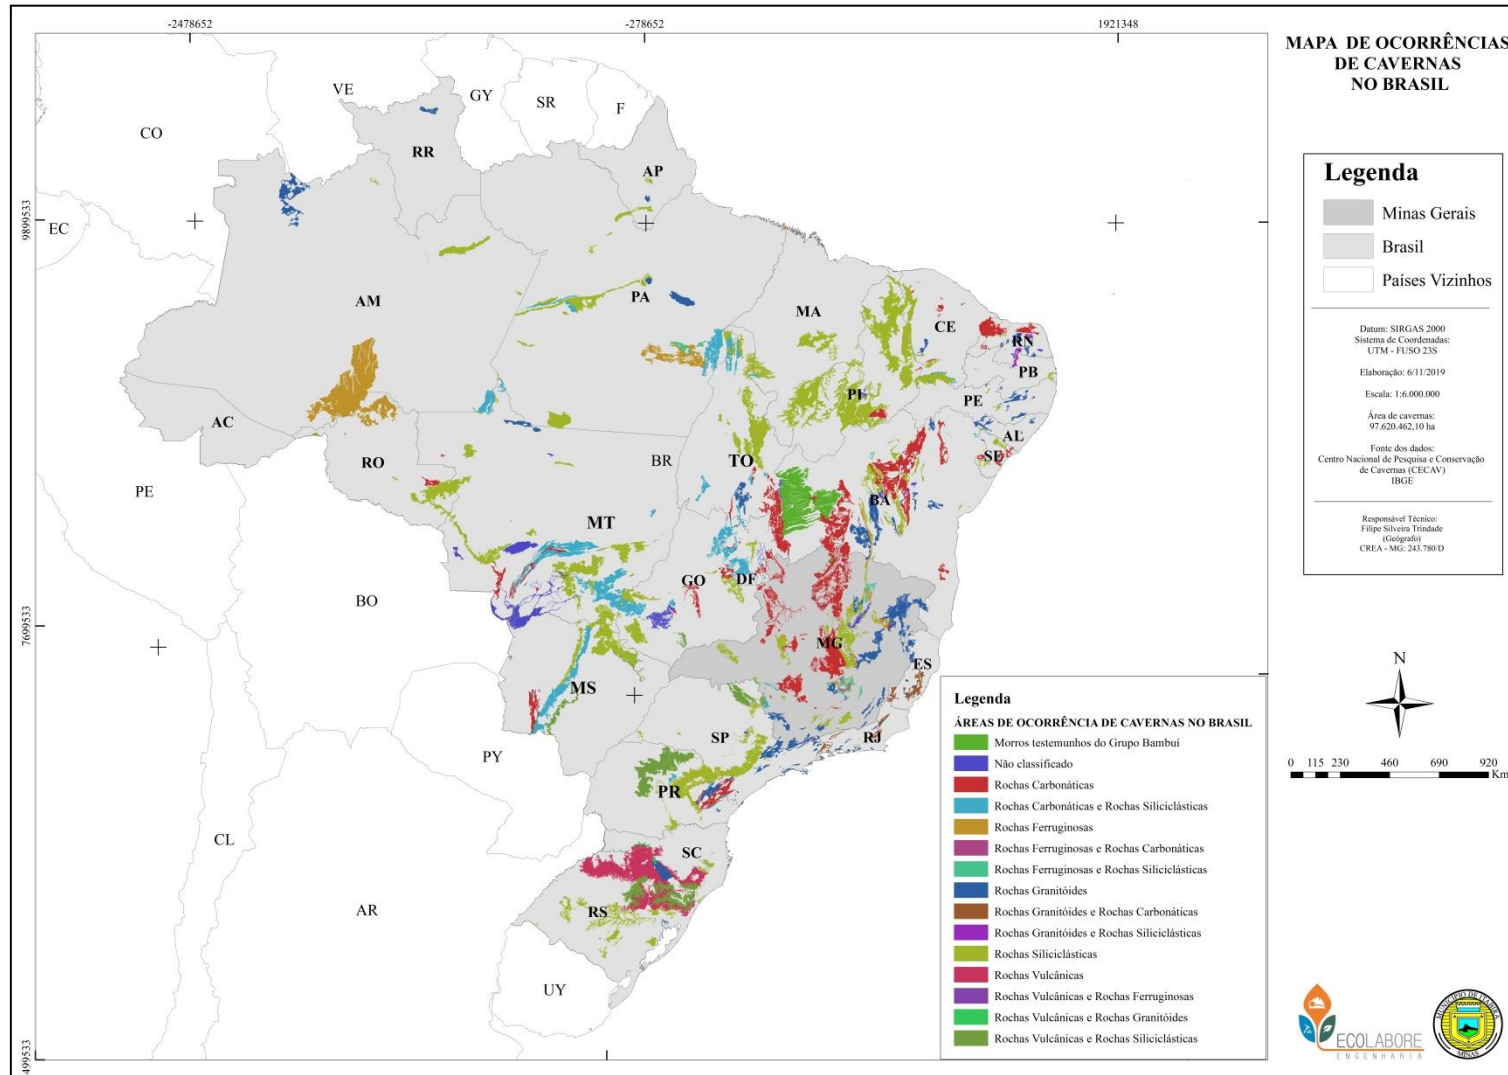 -2478652
-278652
1921348
MAPA DE OCORRÊNCIAS
DE CAVERNAS
NO BRASIL
Legenda
Minas Gerais
Brasil
Países Vizinhos
Datum: SIRGAS 2000
Sistema de Coordenadas:
UTM - FUSO 23S
Elaboração: 6/11/2019
Escala: 1:6.000.000
Área de cavernas:
97.620.462,10 ha
Fonte dos dados:
Centro Nacional de Pesquisa e Conservação
de Cavernas (CECAV)
IBGE
Responsável Técnico:
Filipe Silveira Trindade
(Geógrafo)
CREA - MG: 243.780/D
9899533
7699533
499533
VE
GY
SR
F
CO
RR
AP
EC
AM
PA
MA
CE
RN
PB
PI
PE
AC
AL
SE
RO
BR
TO
BA
PE
MT
GO
DF
BO
MG
ES
MS
SP
RJ
PY
PR
CL
SC
AR
RS
UY
Legenda
ÁREAS DE OCORRÊNCIA DE CAVERNAS NO BRASIL
Morros testemunhos do Grupo Bambuí
Não classificado
Rochas Carbonáticas
Rochas Carbonáticas e Rochas Siliciclásticas
Rochas Ferruginosas
Rochas Ferruginosas e Rochas Carbonáticas
Rochas Ferruginosas e Rochas Siliciclásticas
Rochas Granitóides
Rochas Granitóides e Rochas Carbonáticas
Rochas Granitóides e Rochas Siliciclásticas
Rochas Siliciclásticas
Rochas Vulcânicas
Rochas Vulcânicas e Rochas Ferruginosas
Rochas Vulcânicas e Rochas Granitóides
Rochas Vulcânicas e Rochas Siliciclásticas
N
0 115 230 460 690 920
Km
ECOLABORE
ENGENHARIA
MUNICÍPIO DE ITABIRA
MINAS